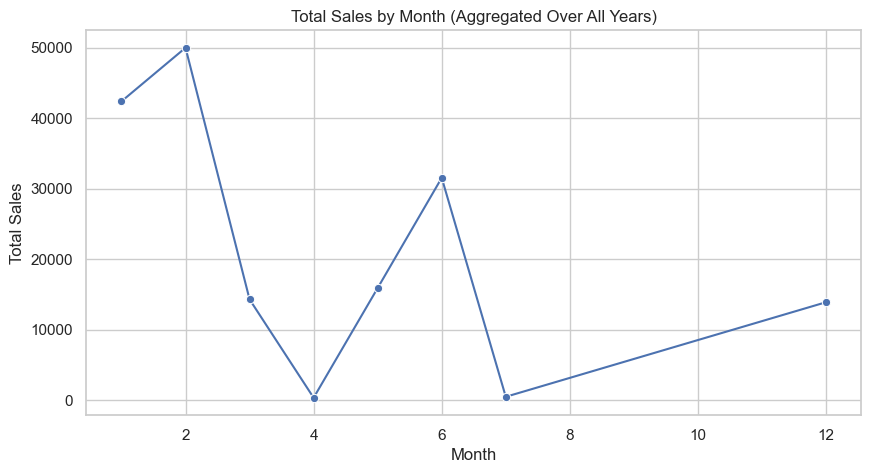 Total Sales by Month (Aggregated Over All Years)
Total Sales
50000
40000
30000
20000
10000
0
2 4 6 8 10 12
Month